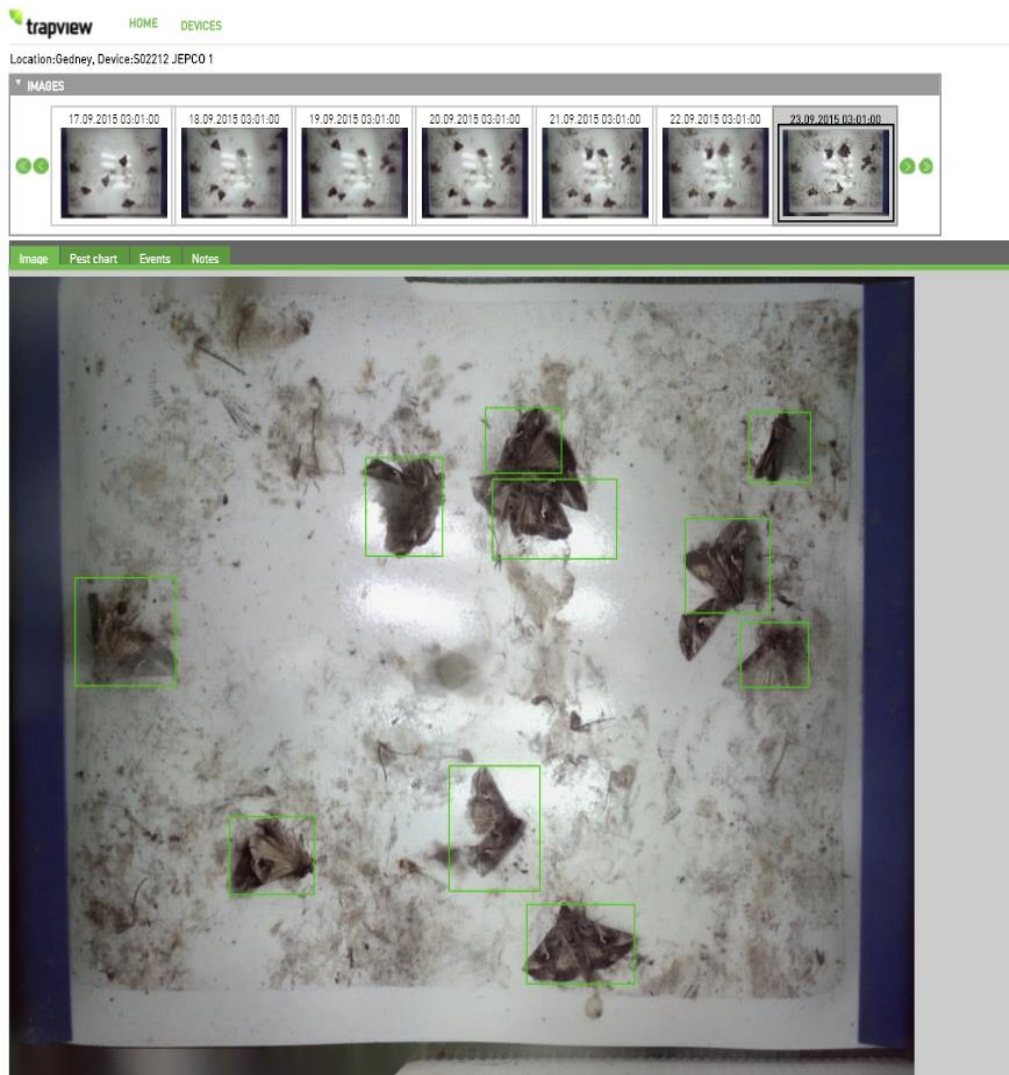 trapview HOME DEVICES
Location:Gedney, Device:S02212 JEPCO 1
IMAGES
17.09.2015 03:01:00 18.09.2015 03:01:00 19.09.2015 03:01:00 20.09.2015 03:01:00 21.09.2015 03:01:00 22.09.2015 03:01:00 23.09.2015 03:01:00
Image Pest chart Events Notes